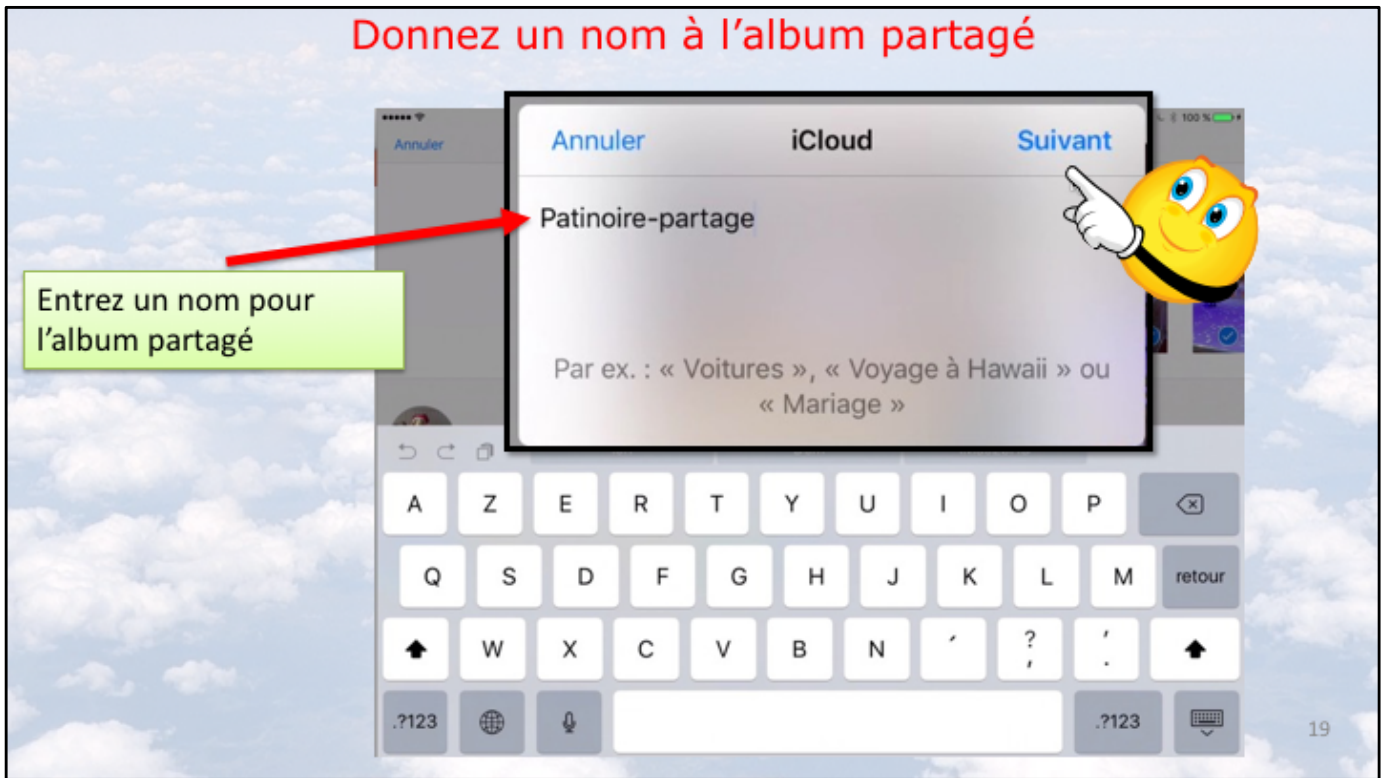 Donnez un nom à l’album partagé
Annuler
100 %
Annuler iCloud Suivant
Patinoire-partage
Entrez un nom pour
l’album partagé
Par ex. : « Voitures », « Voyage à Hawaii » ou
« Mariage »
A Z E R T Y U I O P
Q S D F G H J K L M retour
W X C V B N ´ ? , ' .
.?123 .?123
19